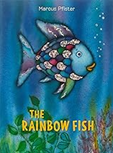 Marcus Pfister
THE
RAINBOW FISH